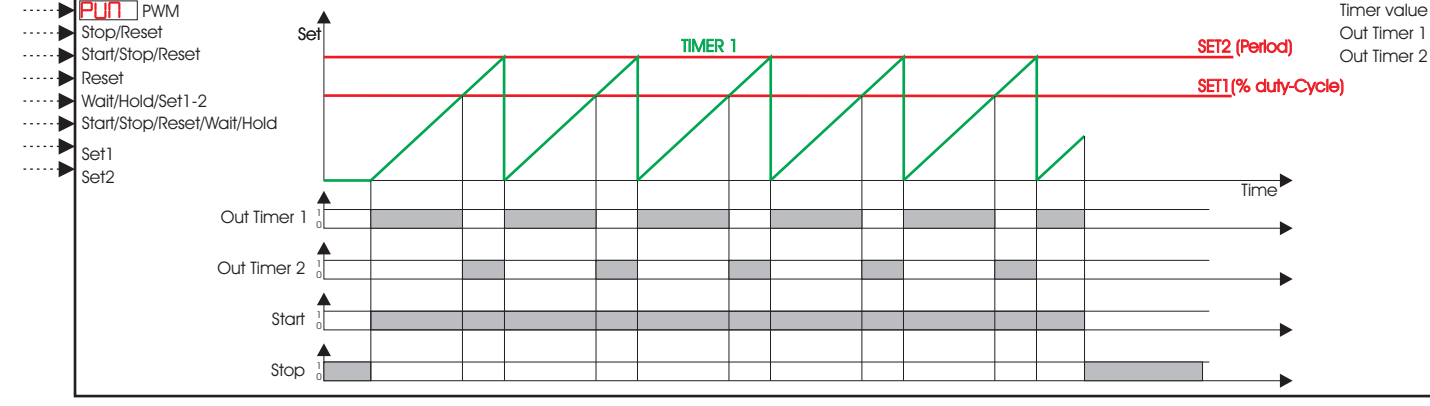 PUM PWM
Stop/Reset
Start/Stop/Reset
Reset
Wait/Hold/Set1-2
Start/Stop/Reset/Wait/Hold
Set1
Set2
Set
TIMER 1
SET2 (Period)
SET1(% duty-Cycle)
Time
Out Timer 1
1
0
Out Timer 2
1
0
Start
1
0
Stop
1
0
Timer value
Out Timer 1
Out Timer 2